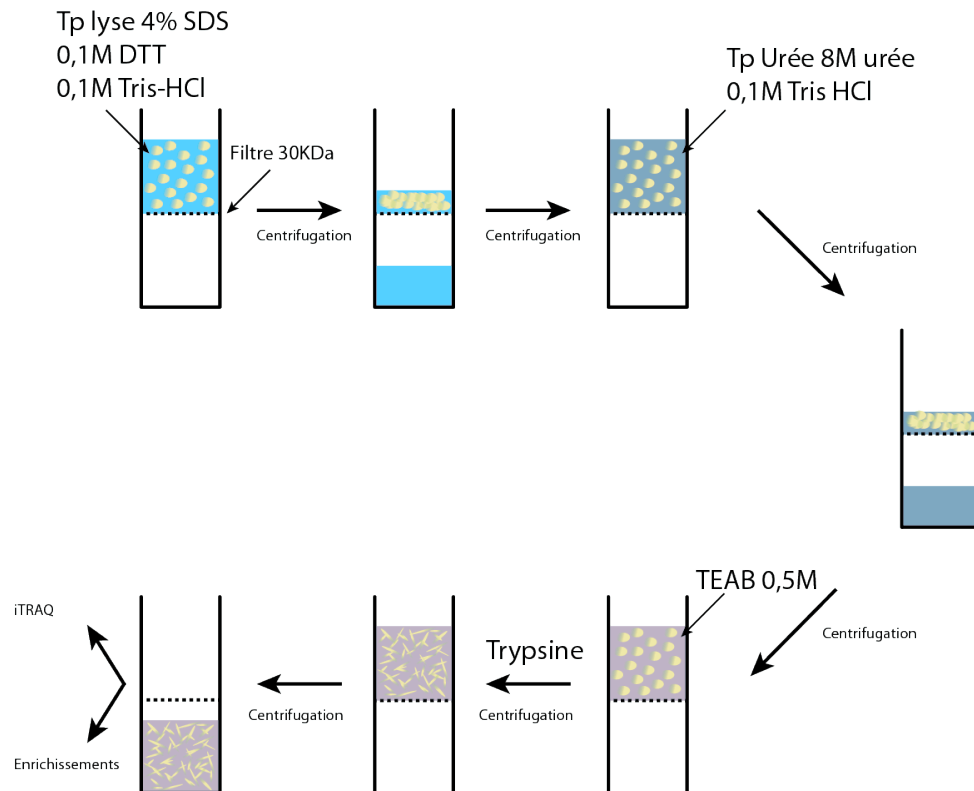 Tp lyse 4% SDS
0,1M DTT
0,1M Tris-HCl
Filtre 30KDa
Centrifugation
Centrifugation
Tp Urée 8M urée
0,1M Tris HCl
Centrifugation
Centrifugation
TEAB 0,5M
Trypsine
Centrifugation
Centrifugation
iTRAQ
Enrichissements